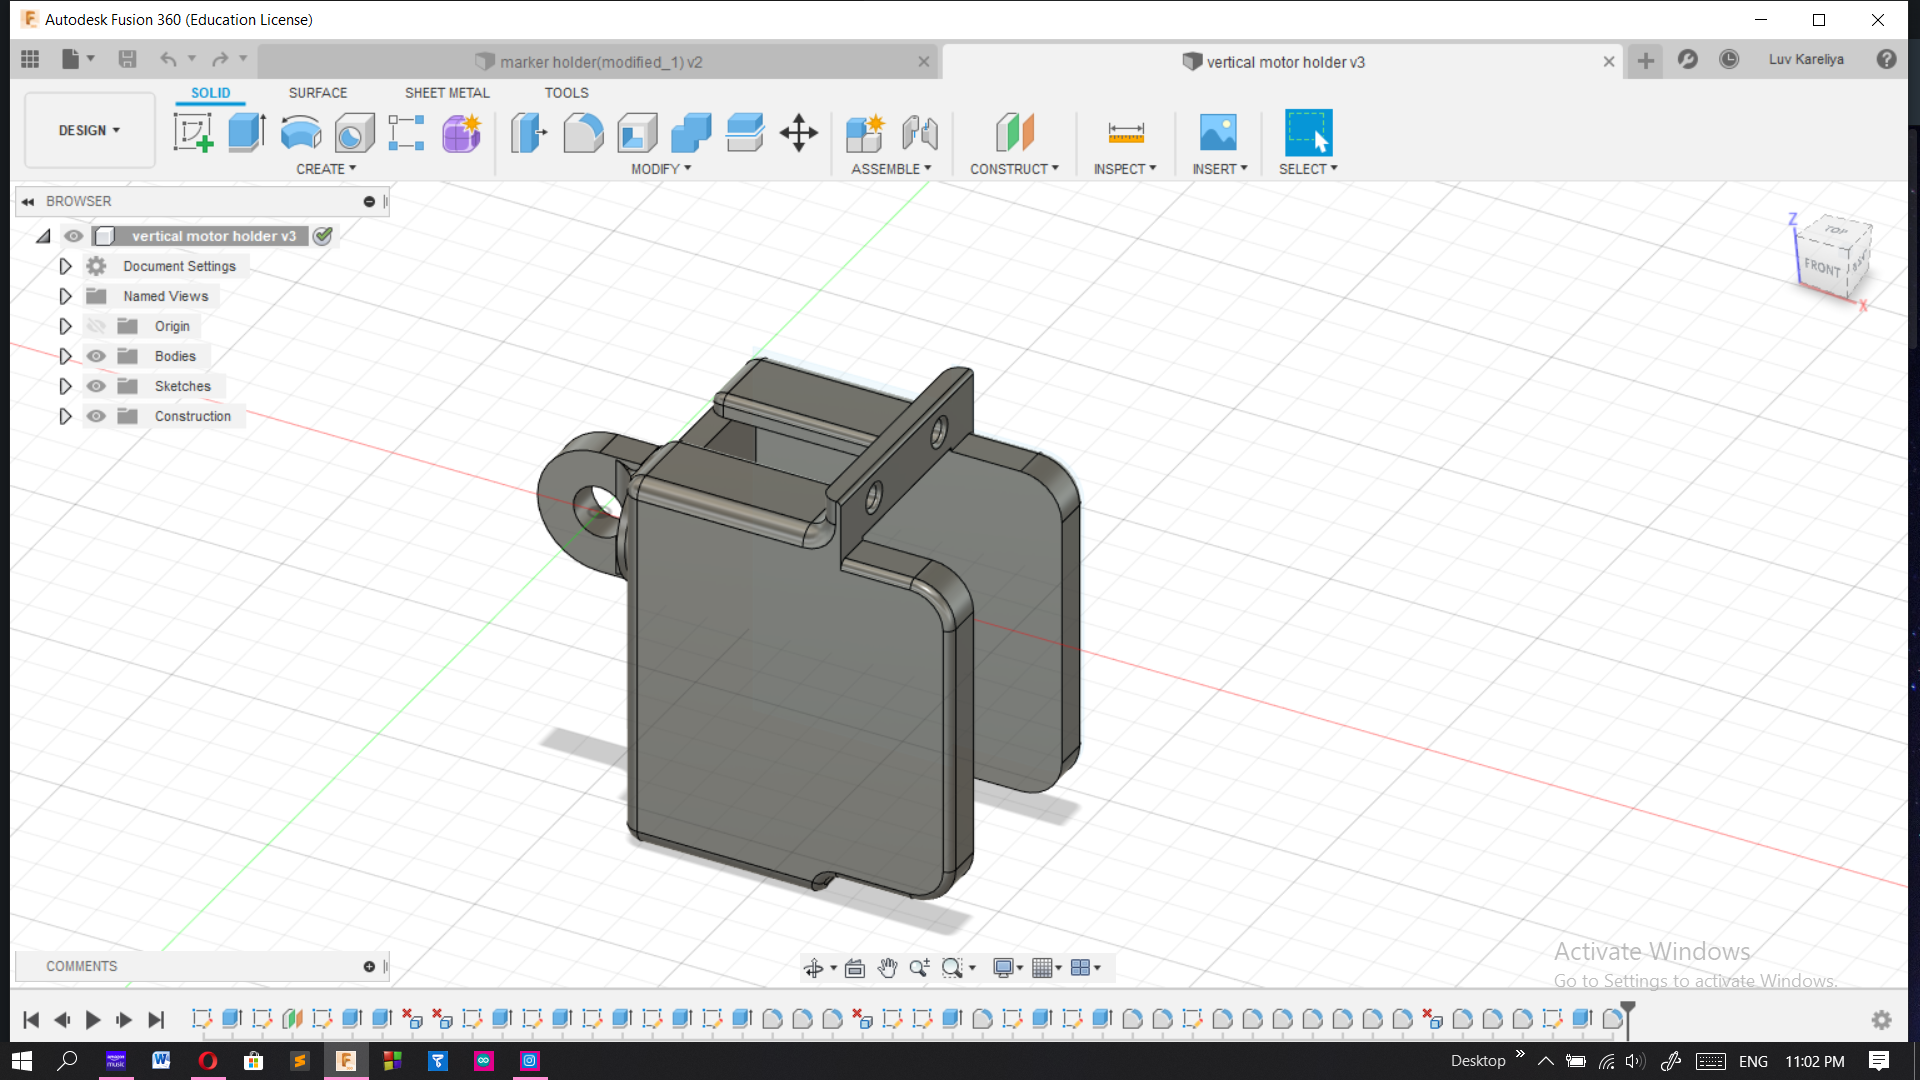 Autodesk Fusion 360 (Education License)
marker holder(modified_1) v2
vertical motor holder v3
Luv Kareliya
DESIGN
SOLID
SURFACE
SHEET METAL
TOOLS
CREATE
MODIFY
ASSEMBLE
CONSTRUCT
INSPECT
INSERT
SELECT
BROWSER
vertical motor holder v3
Document Settings
Named Views
Origin
Bodies
Sketches
Construction
Z
TOP
FRONT
X
Activate Windows
Go to Settings to activate Windows.
COMMENTS
amazon
music
Desktop
ENG
11:02 PM